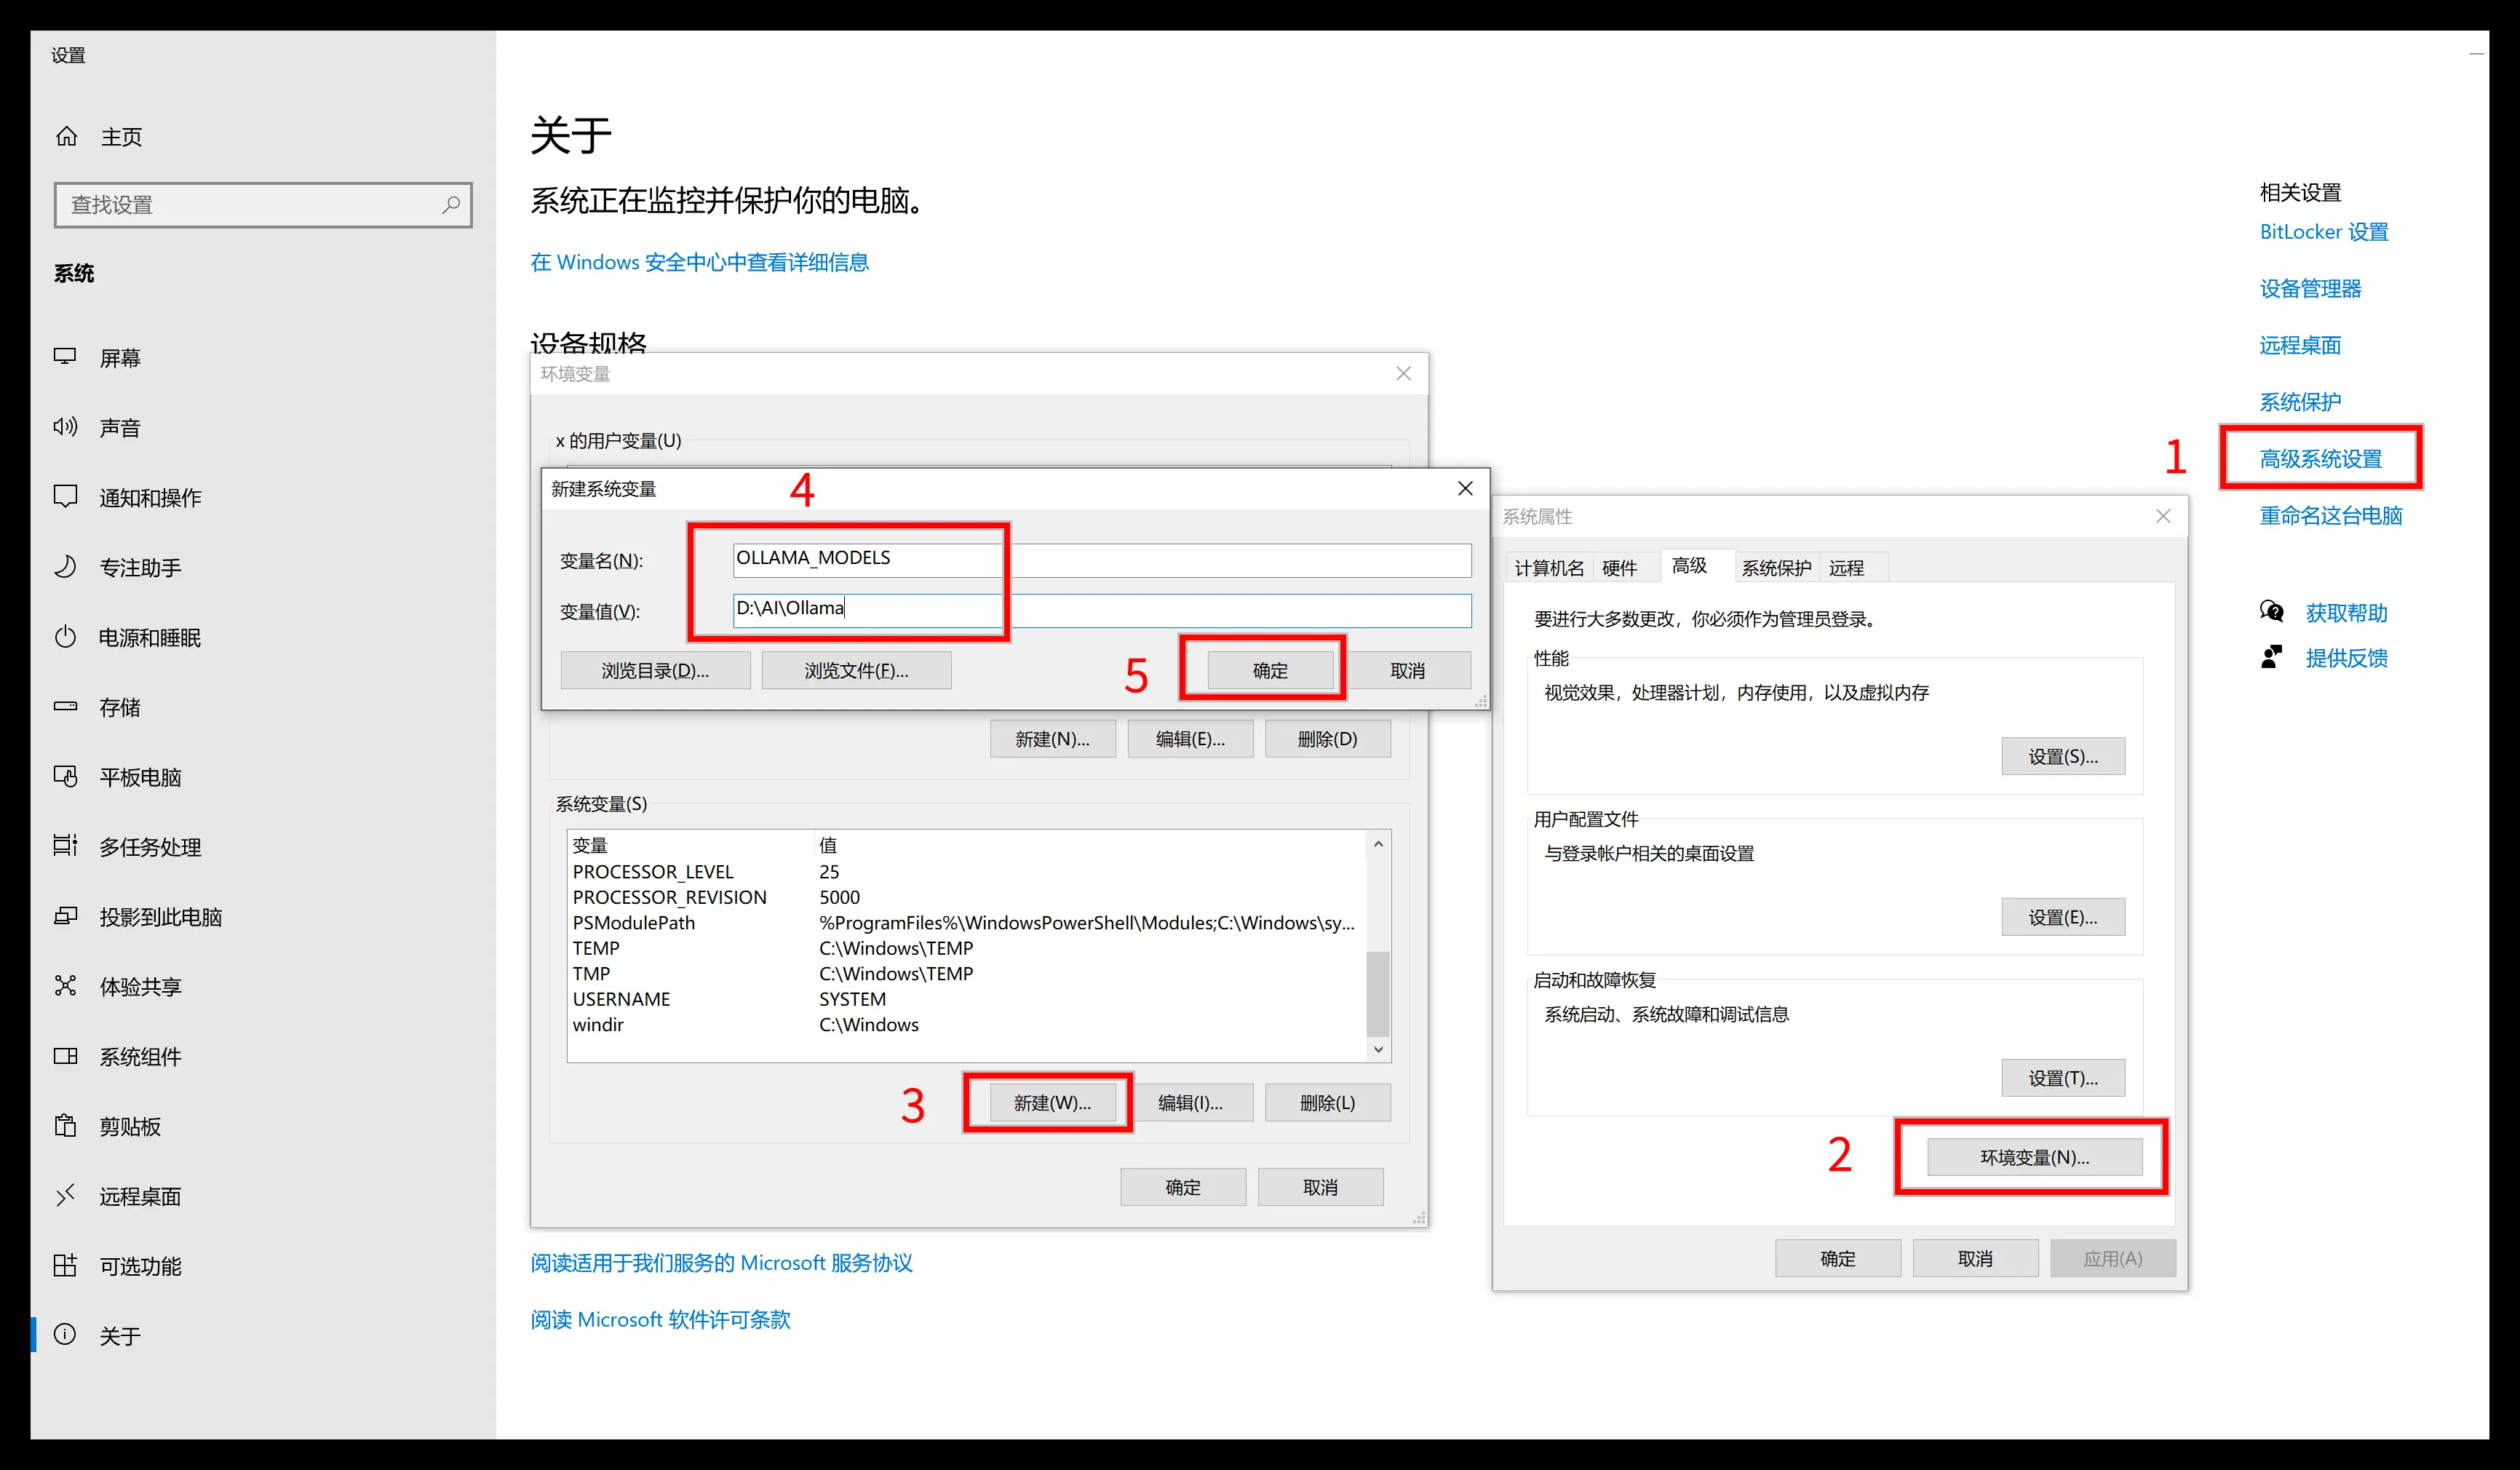 设置
主页
查找设置
系统
屏幕
声音
通知和操作
专注助手
电源和睡眠
存储
平板电脑
多任务处理
投影到此电脑
体验共享
系统组件
剪贴板
远程桌面
可选功能
关于
关于
系统正在监控并保护你的电脑。
在 Windows 安全中心中查看详细信息
设备规格
环境变量
x 的用户变量(U)
新建系统变量
4
变量名(N):
OLLAMA_MODELS
变量值(V):
D:\AI\Ollama
浏览目录(D)...
浏览文件(F)...
5
确定
取消
新建(N)...
编辑(E)...
删除(D)
系统变量(S)
变量 值
PROCESSOR_LEVEL 25
PROCESSOR_REVISION 5000
PSModulePath %ProgramFiles%\WindowsPowerShell\Modules;C:\Windows\sy...
TEMP C:\Windows\TEMP
TMP C:\Windows\TEMP
USERNAME SYSTEM
windir C:\Windows
3
新建(W)...
编辑(I)...
删除(L)
确定
取消
阅读适用于我们服务的 Microsoft 服务协议
阅读 Microsoft 软件许可条款
系统属性
计算机名
硬件
高级
系统保护
远程
要进行大多数更改，你必须作为管理员登录。
性能
视觉效果，处理器计划，内存使用，以及虚拟内存
设置(S)...
用户配置文件
与登录帐户相关的桌面设置
设置(E)...
启动和故障恢复
系统启动、系统故障和调试信息
设置(T)...
2
环境变量(N)...
确定
取消
应用(A)
相关设置
BitLocker 设置
设备管理器
远程桌面
系统保护
1
高级系统设置
重命名这台电脑
获取帮助
提供反馈